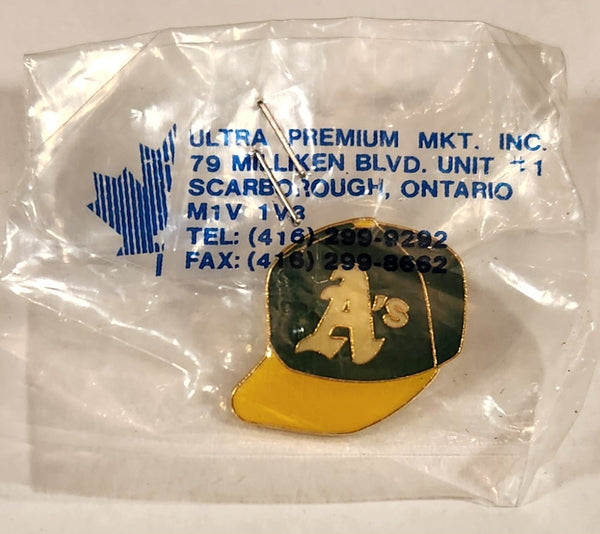 ULTRA PREMIUM MKT. INC.
79 MILLIKEN BLVD. UNIT #1
SCARBOROUGH, ONTARIO
M1V 1V3
TEL: (416) 299-8292
FAX: (416) 299-8662
A's